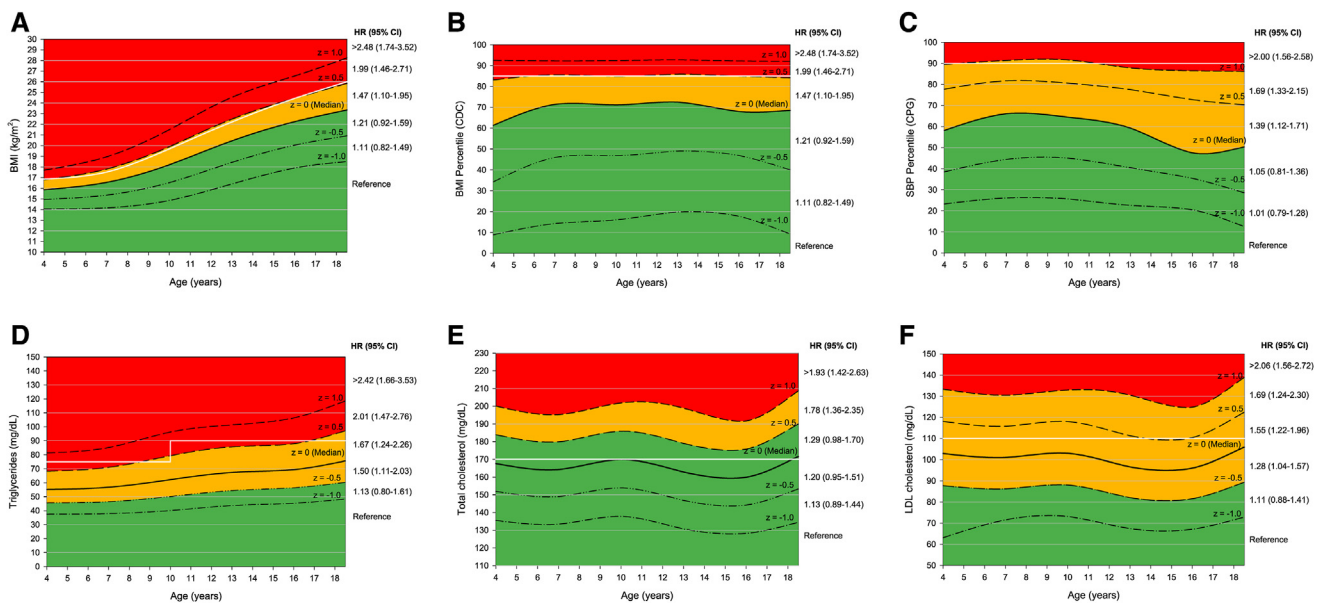 A
HR (95% CI)
30
29
28
27
26
25
24
23
22
21
20
19
18
17
16
15
14
13
12
11
10
BMI (kg/m²)
z = 1.0
z = 0.5
z = 0 (Median)
z = -0.5
z = -1.0
>2.48 (1.74-3.52)
1.99 (1.46-2.71)
1.47 (1.10-1.95)
1.21 (0.92-1.59)
1.11 (0.82-1.49)
Reference
4 5 6 7 8 9 10 11 12 13 14 15 16 17 18
Age (years)
B
HR (95% CI)
100
90
80
70
60
50
40
30
20
10
0
BMI Percentile (CDC)
z = 1.0
z = 0.5
z = 0 (Median)
z = -0.5
z = -1.0
>2.48 (1.74-3.52)
1.99 (1.46-2.71)
1.47 (1.10-1.95)
1.21 (0.92-1.59)
1.11 (0.82-1.49)
Reference
4 5 6 7 8 9 10 11 12 13 14 15 16 17 18
Age (years)
C
HR (95% CI)
100
90
80
70
60
50
40
30
20
10
0
SBP Percentile (CPG)
z = 1.0
z = 0.5
z = 0 (Median)
z = -0.5
z = -1.0
>2.00 (1.56-2.58)
1.69 (1.33-2.15)
1.39 (1.12-1.71)
1.05 (0.81-1.36)
1.01 (0.79-1.28)
Reference
4 5 6 7 8 9 10 11 12 13 14 15 16 17 18
Age (years)
D
HR (95% CI)
150
140
130
120
110
100
90
80
75
70
60
50
40
30
20
10
0
Triglycerides (mg/dL)
z = 1.0
z = 0.5
z = 0 (Median)
z = -0.5
z = -1.0
>2.42 (1.66-3.53)
2.01 (1.47-2.76)
1.67 (1.24-2.26)
1.50 (1.11-2.03)
1.13 (0.80-1.61)
Reference
4 5 6 7 8 9 10 11 12 13 14 15 16 17 18
Age (years)
E
HR (95% CI)
230
220
210
200
190
180
170
160
150
140
130
120
110
Total cholesterol (mg/dL)
z = 1.0
z = 0.5
z = 0 (Median)
z = -0.5
z = -1.0
>1.93 (1.42-2.63)
1.78 (1.36-2.35)
1.29 (0.98-1.70)
1.20 (0.95-1.51)
1.13 (0.89-1.44)
Reference
4 5 6 7 8 9 10 11 12 13 14 15 16 17 18
Age (years)
F
HR (95% CI)
150
140
130
120
110
100
90
80
70
60
50
LDL cholesterol (mg/dL)
z = 1.0
z = 0.5
z = 0 (Median)
z = -0.5
z = -1.0
>2.06 (1.56-2.72)
1.69 (1.24-2.30)
1.55 (1.22-1.96)
1.28 (1.04-1.57)
1.11 (0.88-1.41)
Reference
4 5 6 7 8 9 10 11 12 13 14 15 16 17 18
Age (years)